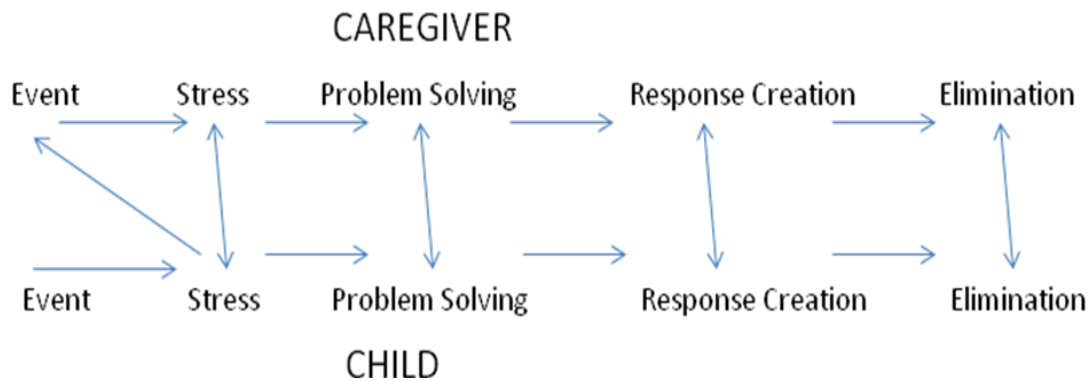 CAREGIVER
Event Stress Problem Solving Response Creation Elimination
Event Stress Problem Solving Response Creation Elimination
CHILD